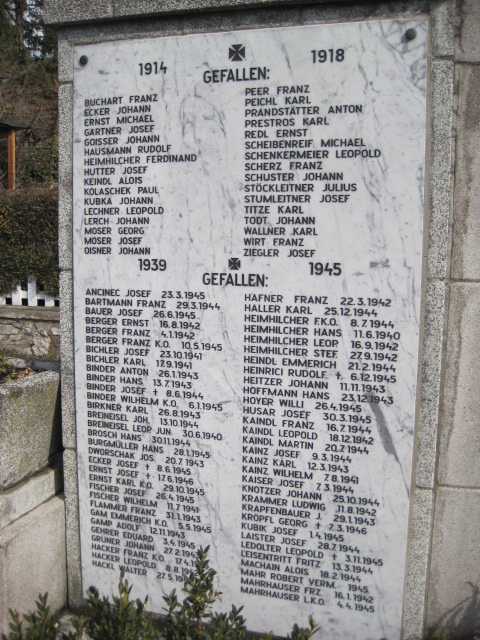 1914 1918
GEFALLEN:
BUCHART FRANZ
ECKER JOHANN
ERNST MICHAEL
GARTNER JOSEF
GOISSER JOHANN
HAUSMANN RUDOLF
HEIMHILCHER FERDINAND
HUTTER JOSEF
KEINDL ALOIS
KOLASCHEK PAUL
KUBKA JOHANN
LECHNER LEOPOLD
LERCH JOHANN
MOSER GEORG
MOSER JOSEF
OISNER JOHANN
PEER FRANZ
PEICHL KARL
PRANDSTÄTTER ANTON
PRESTROS KARL
REDL ERNST
SCHEIBENREIF MICHAEL
SCHENKERMEIER LEOPOLD
SCHERZ FRANZ
SCHUSTER JOHANN
STÖCKLEITNER JULIUS
STUMLEITNER JOSEF
TITZE KARL
TODT JOHANN
WALLNER KARL
WIRT FRANZ
ZIEGLER JOSEF
1939 1945
GEFALLEN:
ANCINEC JOSEF 23.3.1945
BARTMANN FRANZ 29.3.1944
BAUER JOSEF 26.6.1945
BERGER ERNST 16.8.1942
BERGER FRANZ 4.1.1942
BERGER FRANZ K.O. 10.5.1945
BICHLER JOSEF 23.10.1941
BICHLER KARL 17.9.1941
BINDER ANTON 26.1.1943
BINDER HANS 13.7.1943
BINDER JOSEF ✝ 8.6.1944
BINDER WILHELM K.O. 6.1.1945
BIRKNER KARL 26.8.1943
BREINEISEL JOH. 13.10.1944
BREINEISEL LEOP. JUN. 30.6.1940
BROSCH HANS 30.11.1944
BURGMÜLLER HANS 28.1.1945
DWORSCHAK JOS. 20.7.1943
ECKER JOSEF ✝ 8.6.1945
ERNST JOSEF ✝ 17.6.1946
ERNST KARL K.O. 29.10.1945
FISCHER JOSEF 26.4.1945
FISCHER WILHELM 11.7.1941
FLAMMER FRANZ 31.1.1943
GAM EMMERICH K.O. 5.5.1945
GAMP ADOLF 12.11.1943
GEHRER EDUARD 3.4.1945
GRUNER JOHANN 27.2.1945
HACKER FRANZ K.O. 17.4.19
HACKER LEOPOLD 8.8.19
HACKL WALTER 27.5.19
HAFNER FRANZ 22.3.1942
HALLER KARL 25.12.1944
HEIMHILCHER F.K.O. 8.7.1944
HEIMHILCHER HANS 11.6.1940
HEIMHILCHER LEOP 16.9.1942
HEIMHILCHER STEF 27.9.1942
HEINDL EMMERICH 21.2.1944
HEINRICI RUDOLF ✝ 6.12.1945
HEITZER JOHANN 11.11.1943
HOFFMANN HANS 23.12.1943
HOYER WILLI 26.4.1945
HUSAR JOSEF 30.3.1945
KAINDL FRANZ 16.7.1944
KAINDL LEOPOLD 18.12.1942
KAINDL MARTIN 20.7.1944
KAINZ JOSEF 9.3.1944
KAINZ KARL 12.3.1943
KAINZ WILHELM 7.8.1941
KAISER JOSEF 7.3.1944
KNOTZER JOHANN 25.10.1944
KRAMMER LUDWIG 11.8.1942
KRAPFENBAUER J. 29.1.1943
KRÖPFL GEORG ✝ 7.3.1946
KUBIK JOSEF 1.4.1945
LAISTER JOSEF 28.7.1944
LEDOLTER LEOPOLD ✝ 3.11.1945
LEISENTRITT FRITZ 13.3.1944
MACHAIN ALOIS 18.2.1944
MAHR ROBERT VERM. 1945
MAHRHAUSER FRZ. 16.1.1942
MAHRHAUSER L.K.O. 4.4.1945